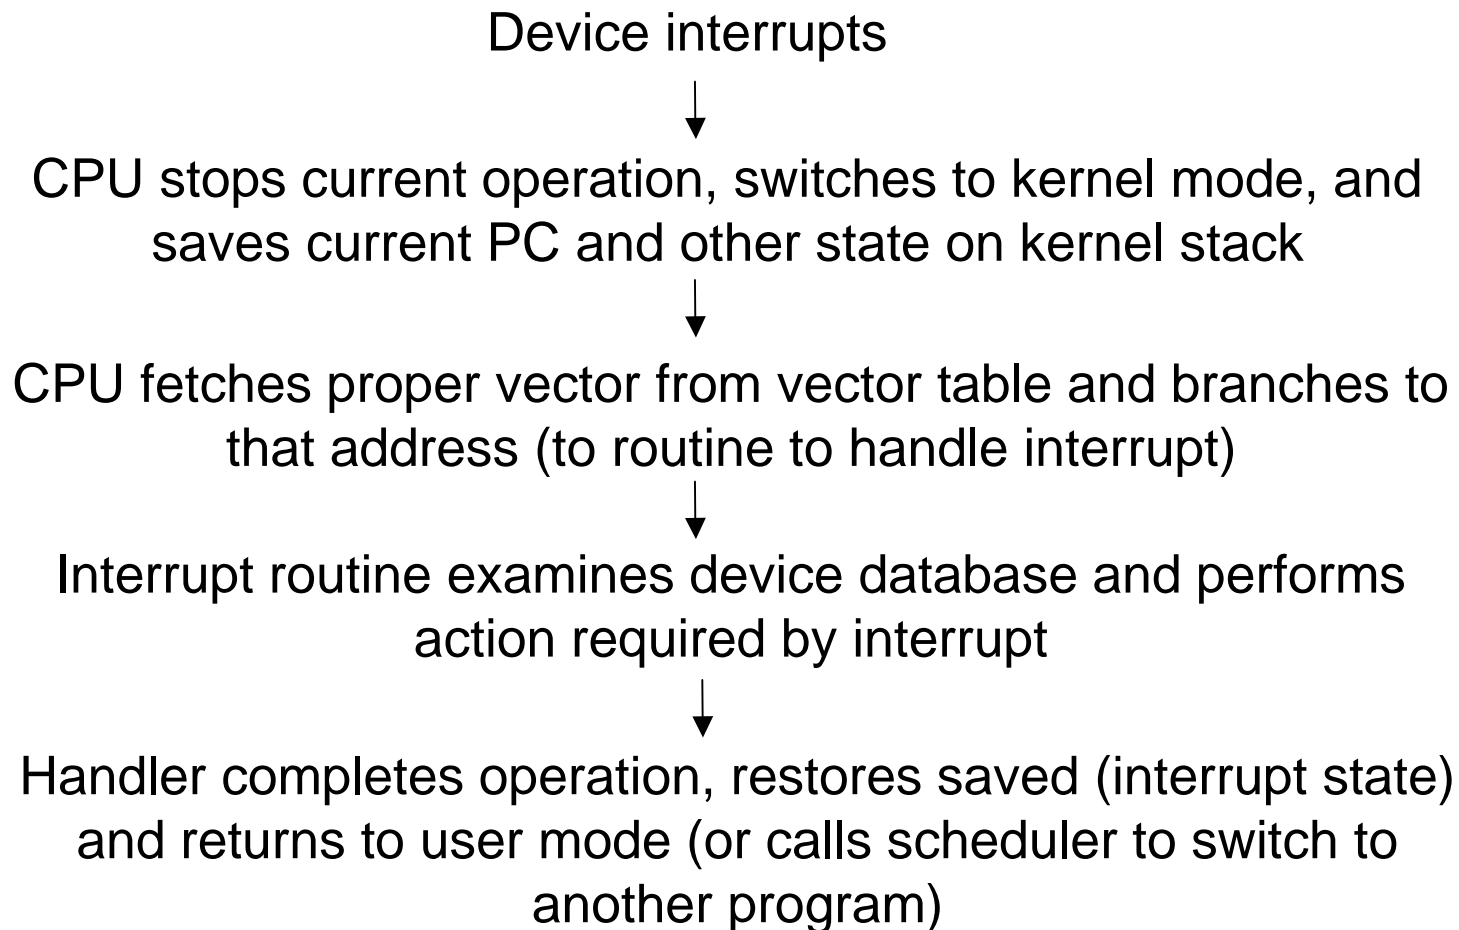 Device interrupts
CPU stops current operation, switches to kernel mode, and
saves current PC and other state on kernel stack
CPU fetches proper vector from vector table and branches to
that address (to routine to handle interrupt)
Interrupt routine examines device database and performs
action required by interrupt
Handler completes operation, restores saved (interrupt state)
and returns to user mode (or calls scheduler to switch to
another program)